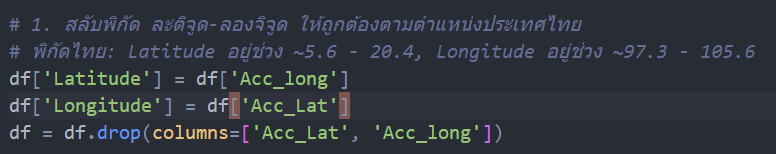 # 1. สลับพิกัด ละติจูด-ลองจิจูด ให้ถูกต้องตามตำแหน่งประเทศไทย
# พิกัดไทย: Latitude อยู่ช่วง ~5.6 - 20.4, Longitude อยู่ช่วง ~97.3 - 105.6
df['Latitude'] = df['Acc_long']
df['Longitude'] = df['Acc_Lat']
df = df.drop(columns=['Acc_Lat', 'Acc_long'])